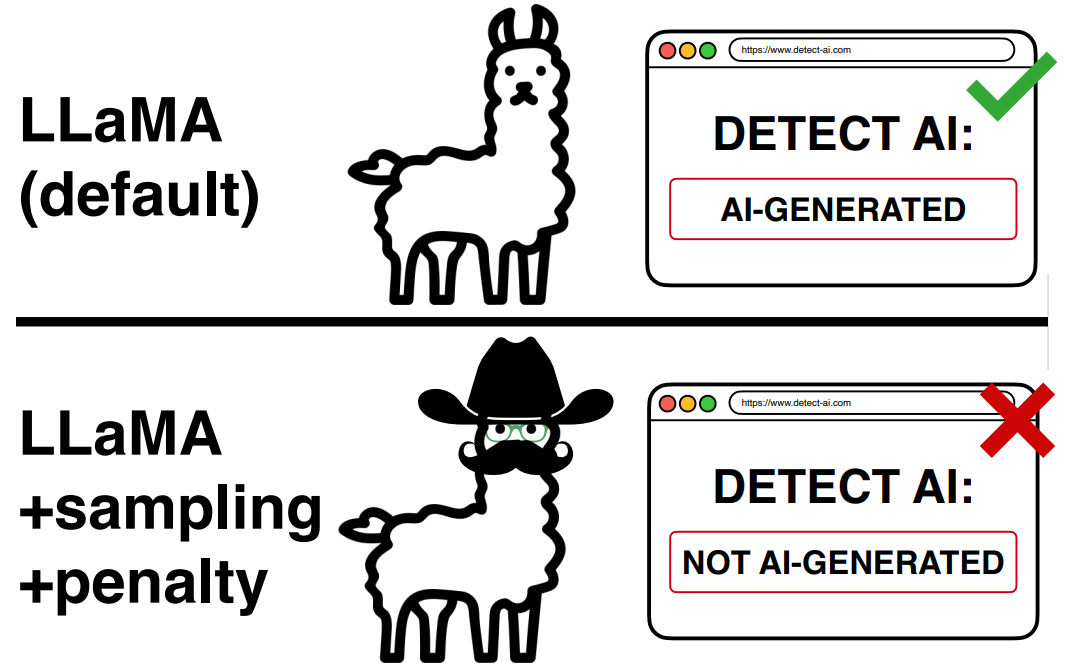 LLaMA
(default)
https://www.detect-ai.com
DETECT AI:
AI-GENERATED
LLaMA
+sampling
+penalty
https://www.detect-ai.com
DETECT AI:
NOT AI-GENERATED